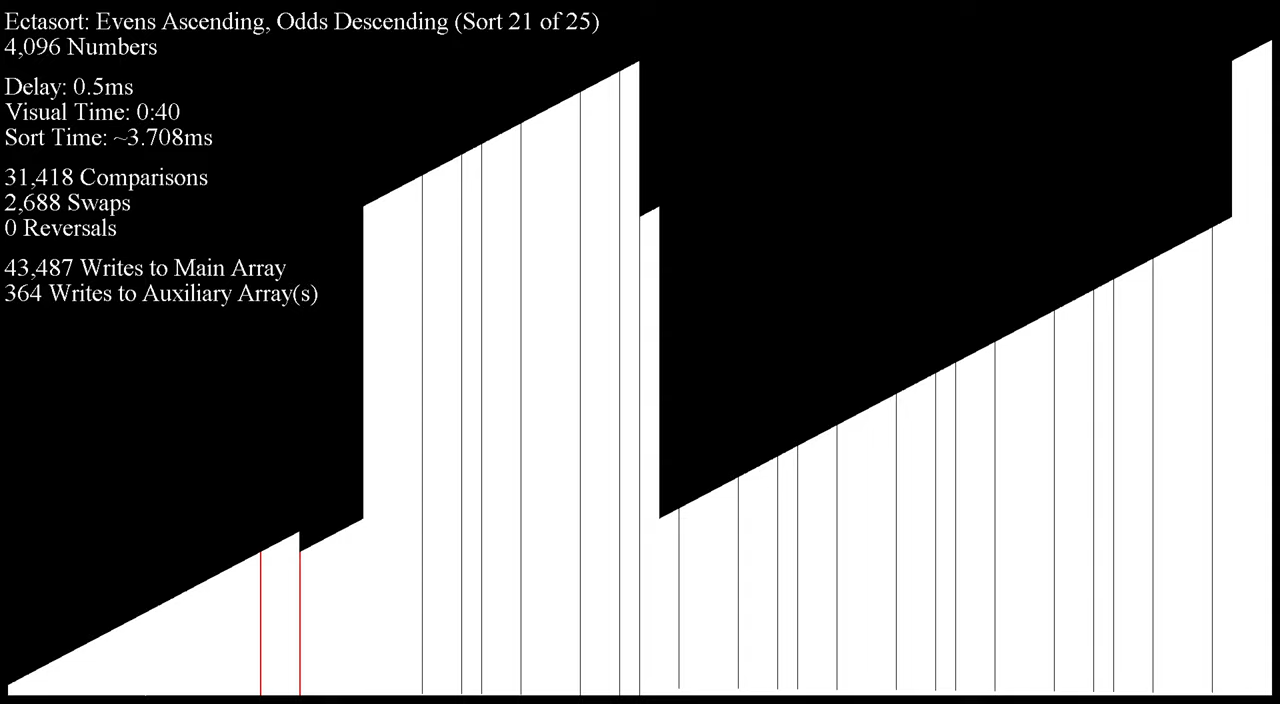 Ectasort: Evens Ascending, Odds Descending (Sort 21 of 25)
4,096 Numbers
Delay: 0.5ms
Visual Time: 0:40
Sort Time: ~3.708ms
31,418 Comparisons
2,688 Swaps
0 Reversals
43,487 Writes to Main Array
364 Writes to Auxiliary Array(s)